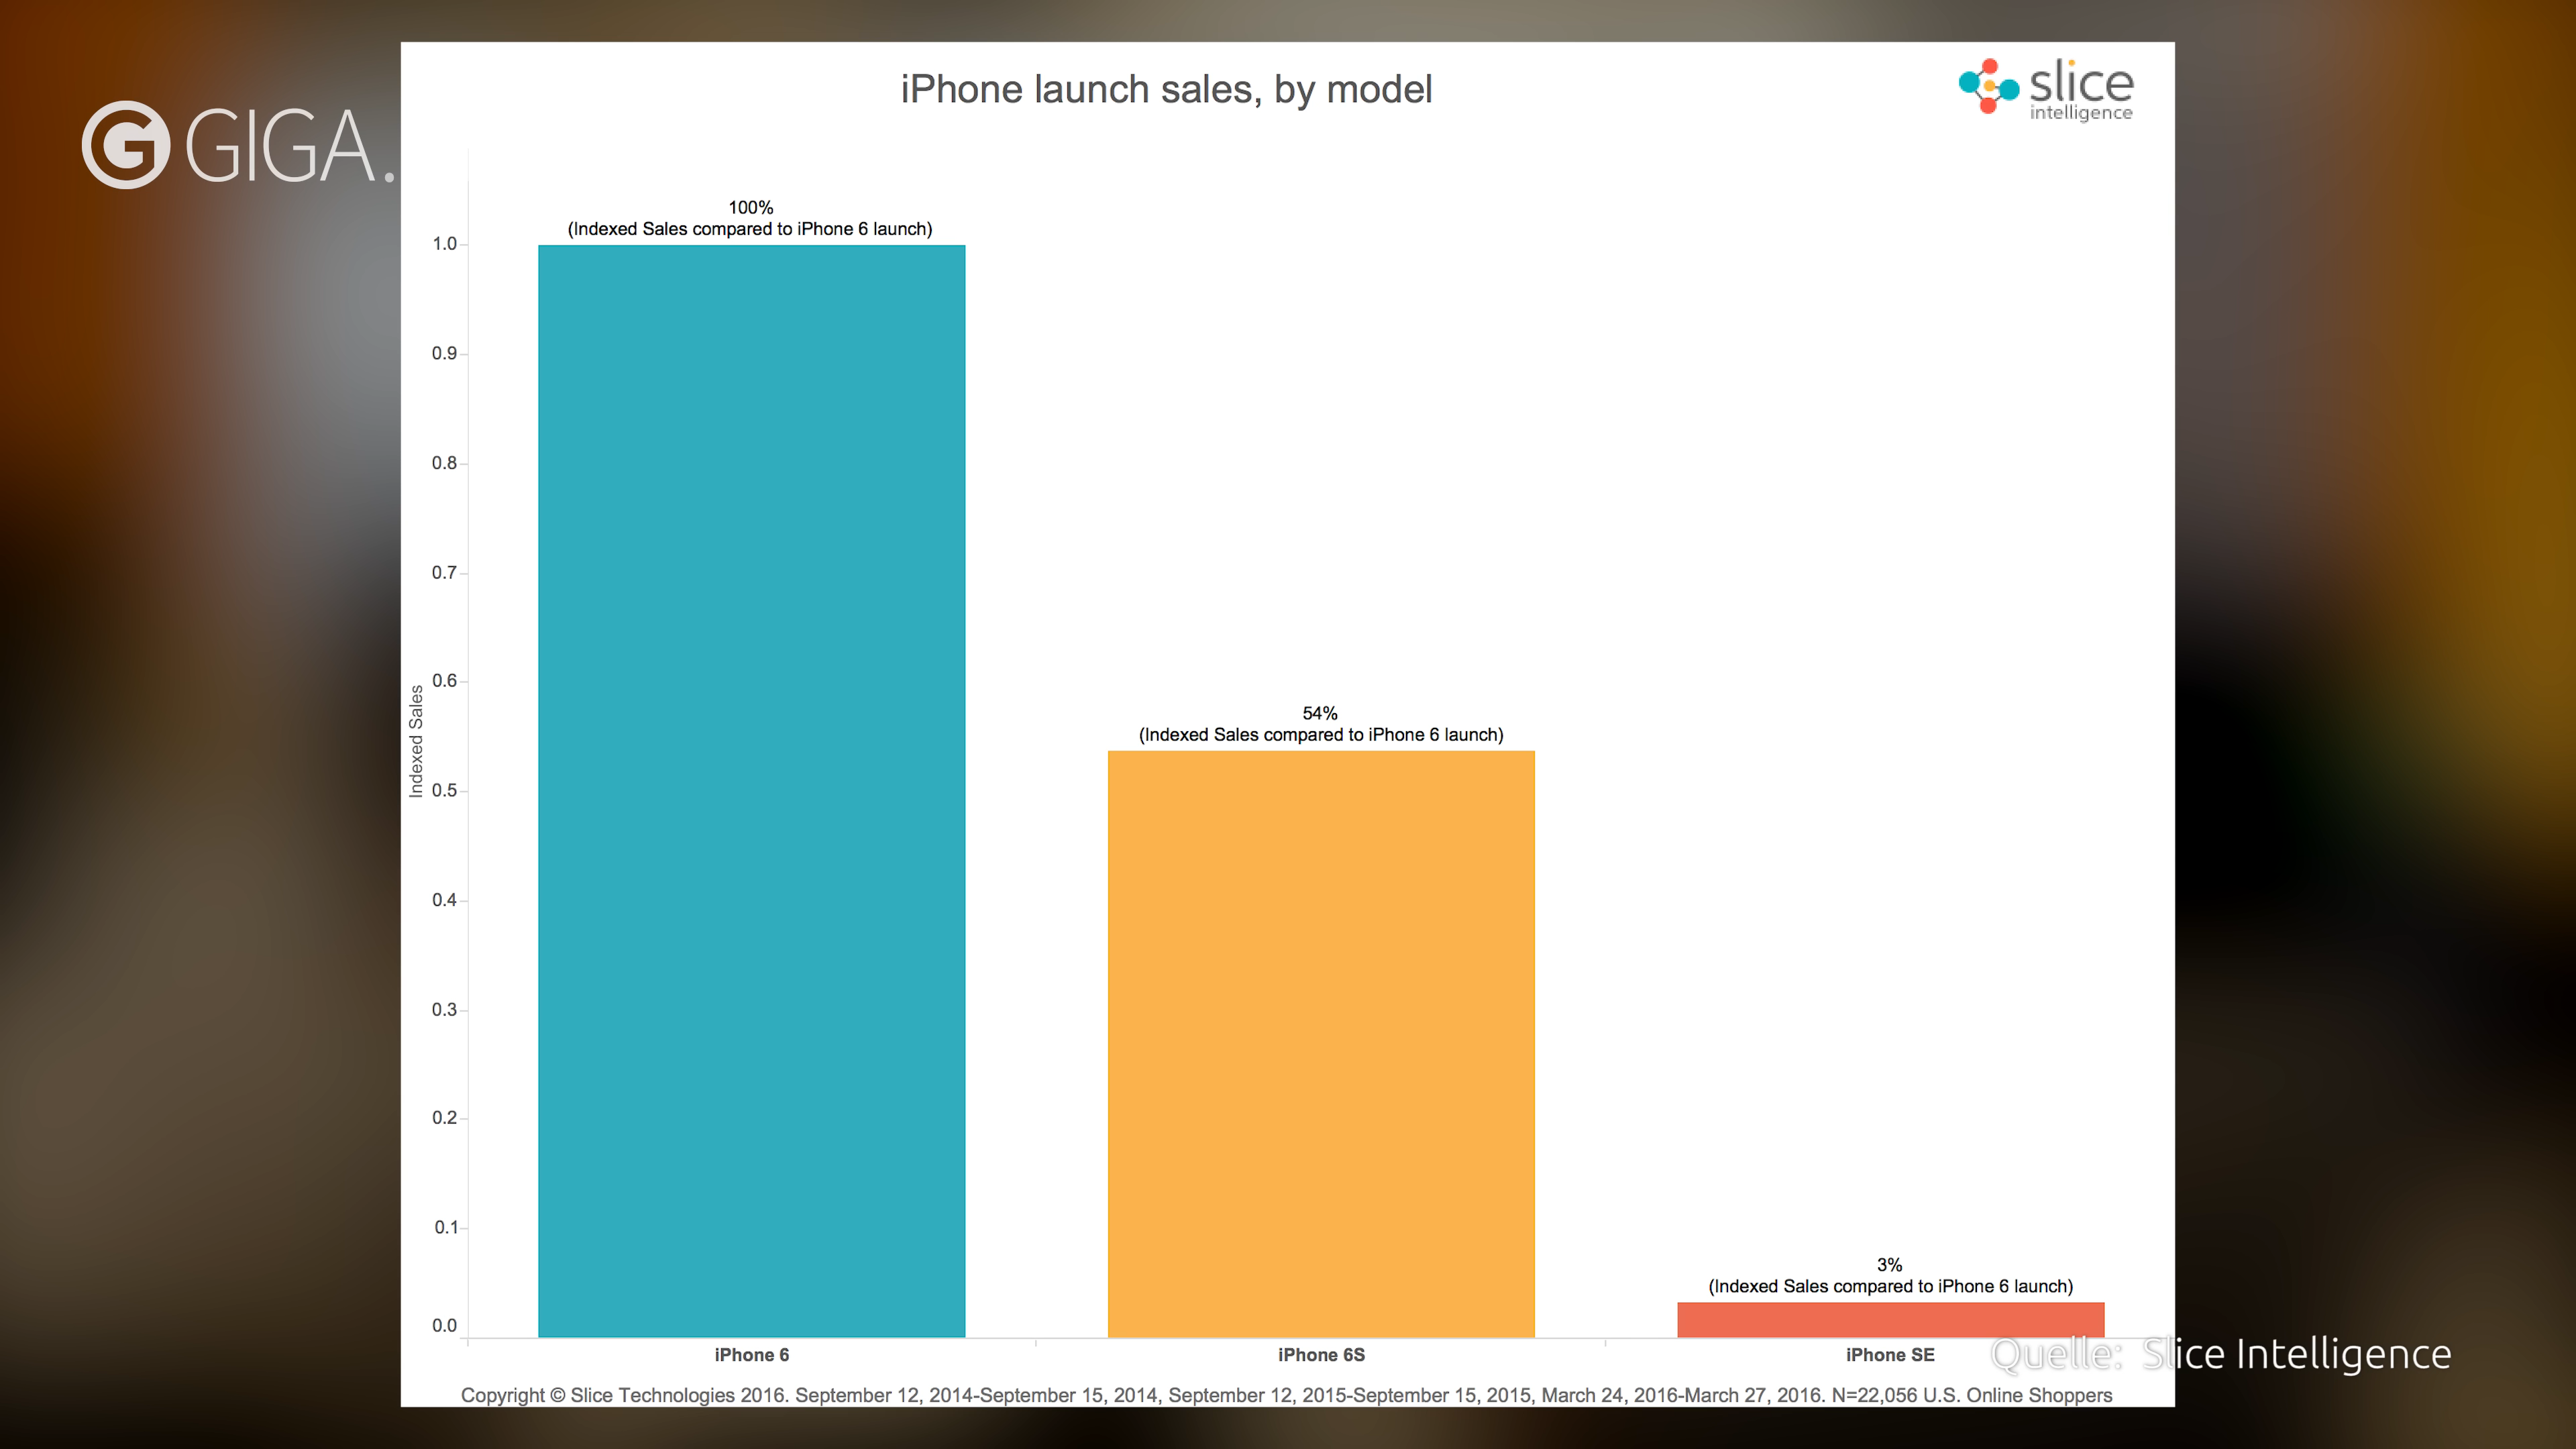 GIGA.
iPhone launch sales, by model
slice
intelligence
100%
(Indexed Sales compared to iPhone 6 launch)
1.0
0.9
0.8
0.7
0.6
54%
(Indexed Sales compared to iPhone 6 launch)
Indexed Sales
0.5
0.4
0.3
0.2
0.1
3%
(Indexed Sales compared to iPhone 6 launch)
0.0
iPhone 6
iPhone 6S
iPhone SE
Quelle: Slice Intelligence
Copyright © Slice Technologies 2016. September 12, 2014-September 15, 2014, September 12, 2015-September 15, 2015, March 24, 2016-March 27, 2016. N=22,056 U.S. Online Shoppers